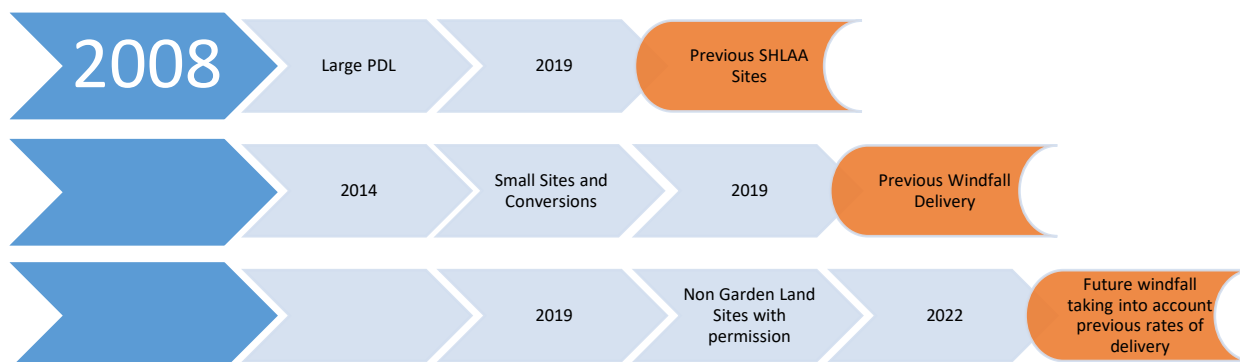 2008
Large PDL
2019
Previous SHLAA
Sites
2014
Small Sites and
Conversions
2019
Previous Windfall
Delivery
2019
Non Garden Land
Sites with
permission
2022
Future windfall
taking into account
previous rates of
delivery